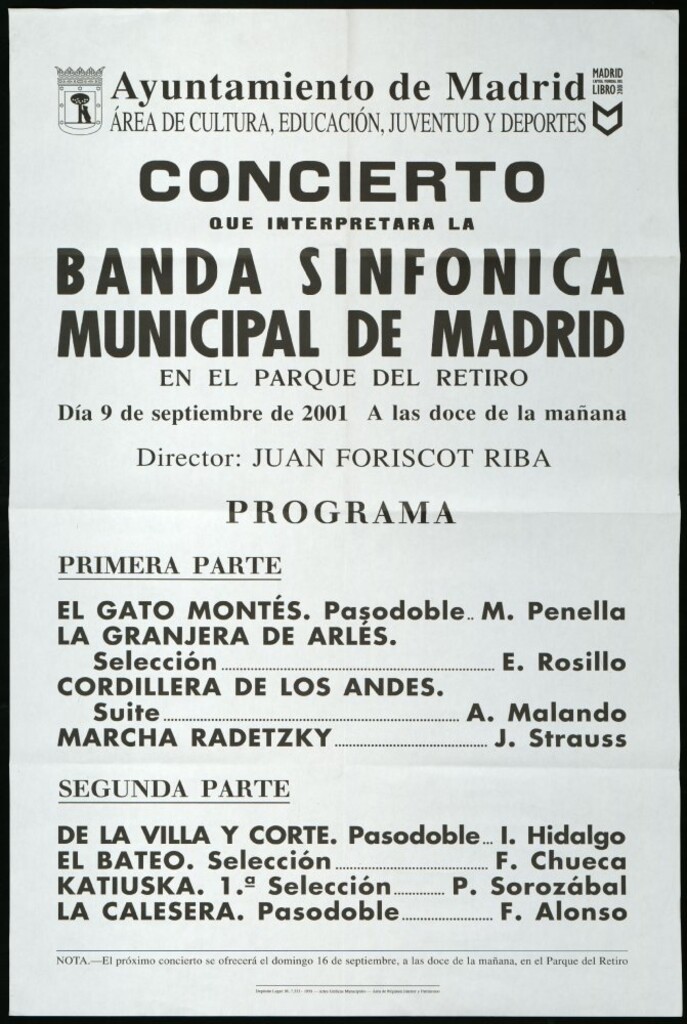 Ayuntamiento de Madrid
ÁREA DE CULTURA, EDUCACIÓN, JUVENTUD Y DEPORTES
MADRID
LIBRO
CONCIERTO
QUE INTERPRETARA LA
BANDA SINFONICA
MUNICIPAL DE MADRID
EN EL PARQUE DEL RETIRO
Día 9 de septiembre de 2001 A las doce de la mañana
Director: JUAN FORISCOT RIBA
PROGRAMA
PRIMERA PARTE
EL GATO MONTÉS. Pasodoble.. M. Penella
LA GRANJERA DE ARLÉS.
Selección ........ E. Rosillo
CORDILLERA DE LOS ANDES.
Suite ........ A. Malando
MARCHA RADETZKY ........ J. Strauss
SEGUNDA PARTE
DE LA VILLA Y CORTE. Pasodoble... I. Hidalgo
EL BATEO. Selección ........ F. Chueca
KATIUSKA. 1.ª Selección ........ P. Sorozábal
LA CALESERA. Pasodoble ........ F. Alonso
NOTA.—El próximo concierto se ofrecerá el domingo 16 de septiembre, a las doce de la mañana, en el Parque del Retiro